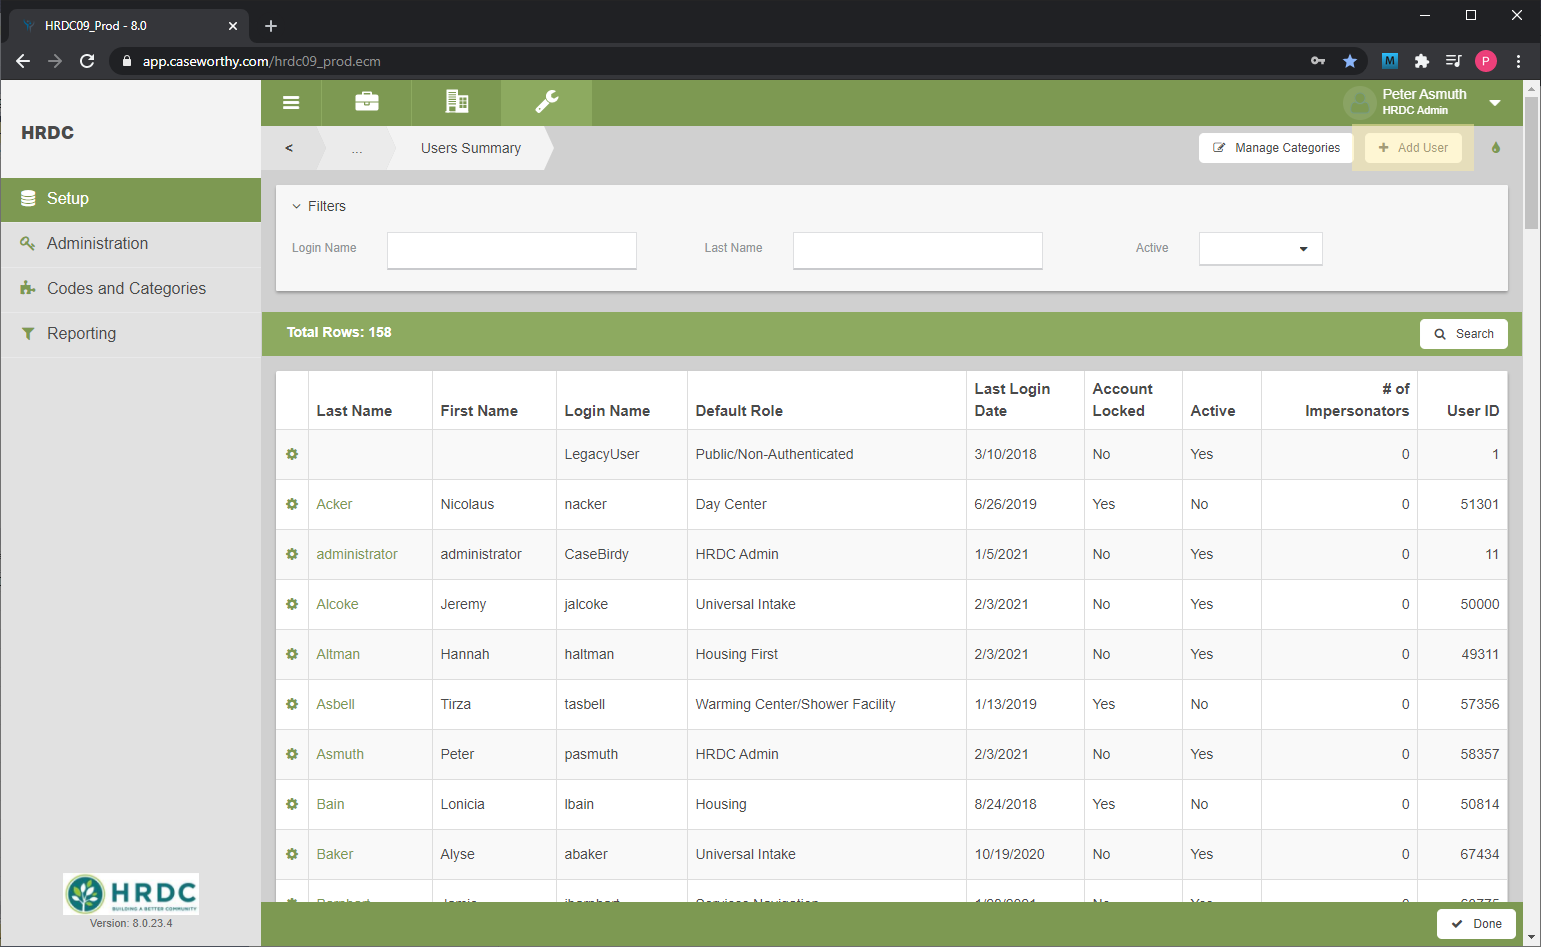 HRDC09_Prod - 8.0
app.caseworthy.com/hrdc09_prod.ecm
M
P
HRDC
Peter Asmuth
HRDC Admin
< ... Users Summary
Manage Categories
+ Add User
Setup
Administration
Codes and Categories
Reporting
Filters
Login Name
Last Name
Active
Total Rows: 158
Search
Last Name First Name Login Name Default Role Last Login Date Account Locked Active # of Impersonators User ID
LegacyUser Public/Non-Authenticated 3/10/2018 No Yes 0 1
Acker Nicolaus nacker Day Center 6/26/2019 Yes No 0 51301
administrator administrator CaseBirdy HRDC Admin 1/5/2021 No Yes 0 11
Alcoke Jeremy jalcoke Universal Intake 2/3/2021 No Yes 0 50000
Altman Hannah haltman Housing First 2/3/2021 No Yes 0 49311
Asbell Tirza tasbell Warming Center/Shower Facility 1/13/2019 Yes No 0 57356
Asmuth Peter pasmuth HRDC Admin 2/3/2021 No Yes 0 58357
Bain Lonicia lbain Housing 8/24/2018 Yes No 0 50814
Baker Alyse abaker Universal Intake 10/19/2020 No Yes 0 67434
HRDC
BUILDING A BETTER COMMUNITY
Version: 8.0.23.4
Done